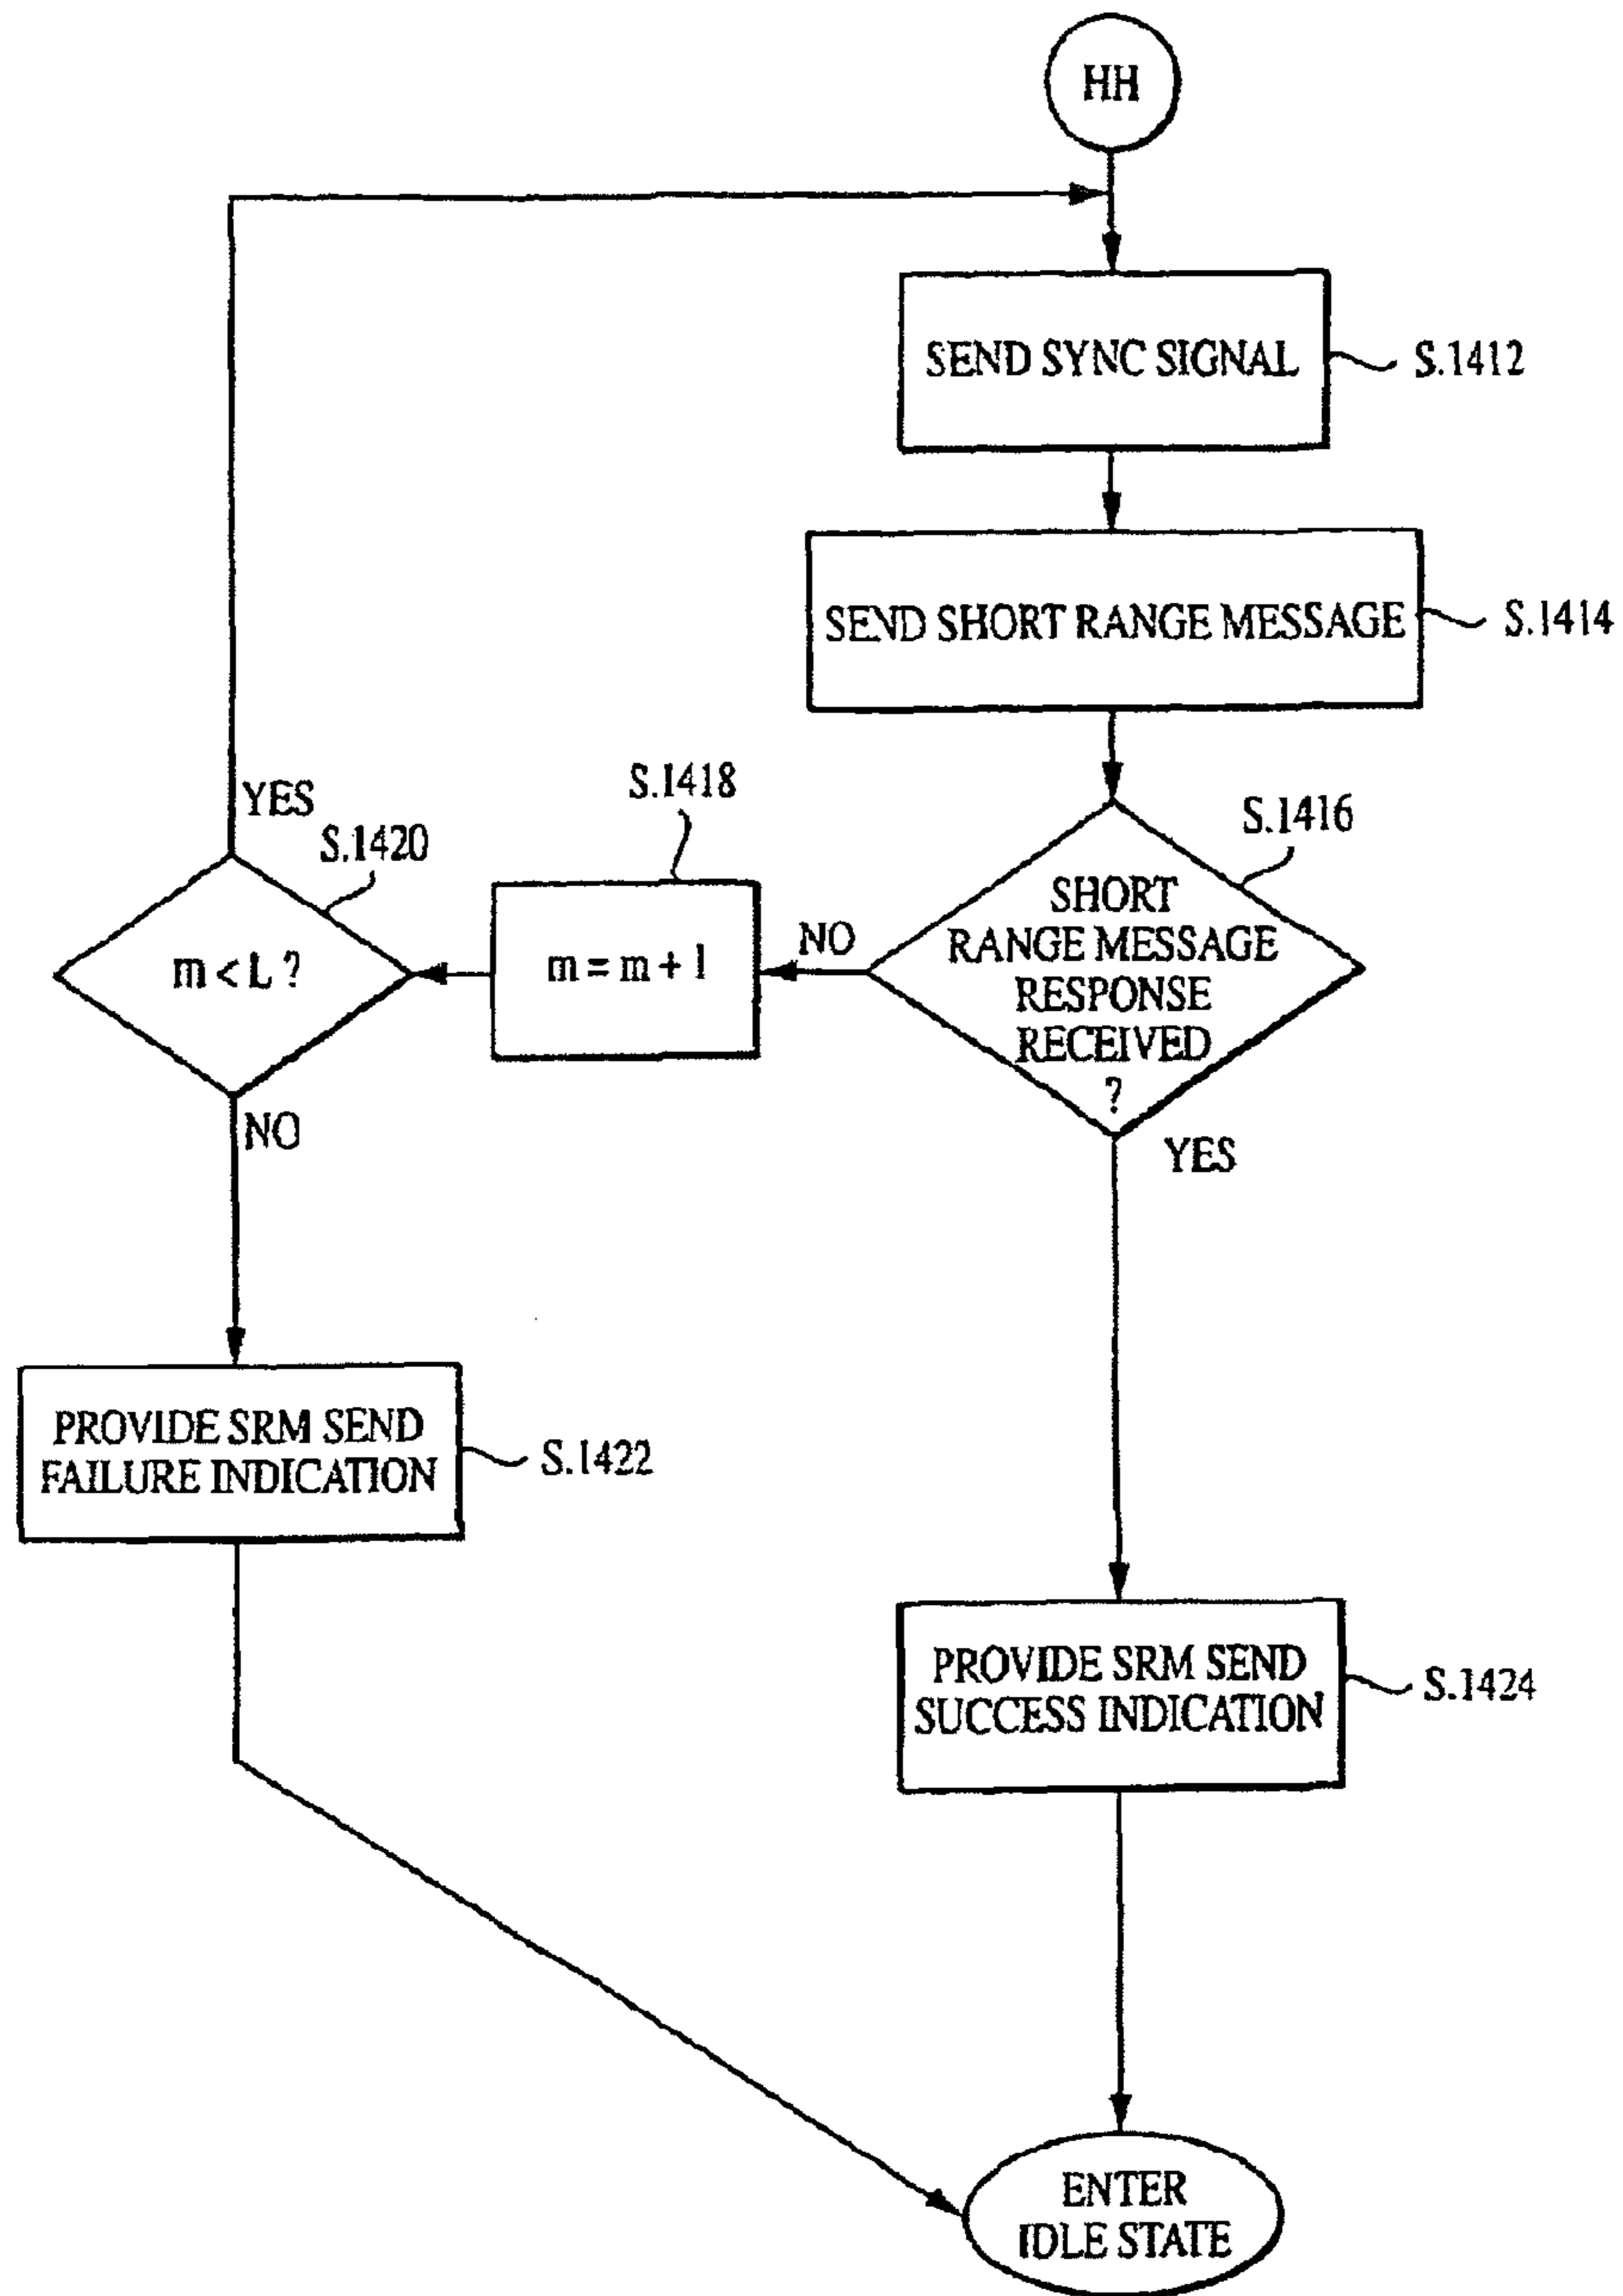 HH
SEND SYNC SIGNAL
S.1412
SEND SHORT RANGE MESSAGE
S.1414
S.1416
SHORT
RANGE MESSAGE
RESPONSE
RECEIVED
?
NO
YES
S.1418
m = m + 1
S.1420
m < L ?
YES
NO
PROVIDE SRM SEND
FAILURE INDICATION
S.1422
PROVIDE SRM SEND
SUCCESS INDICATION
S.1424
ENTER
IDLE STATE